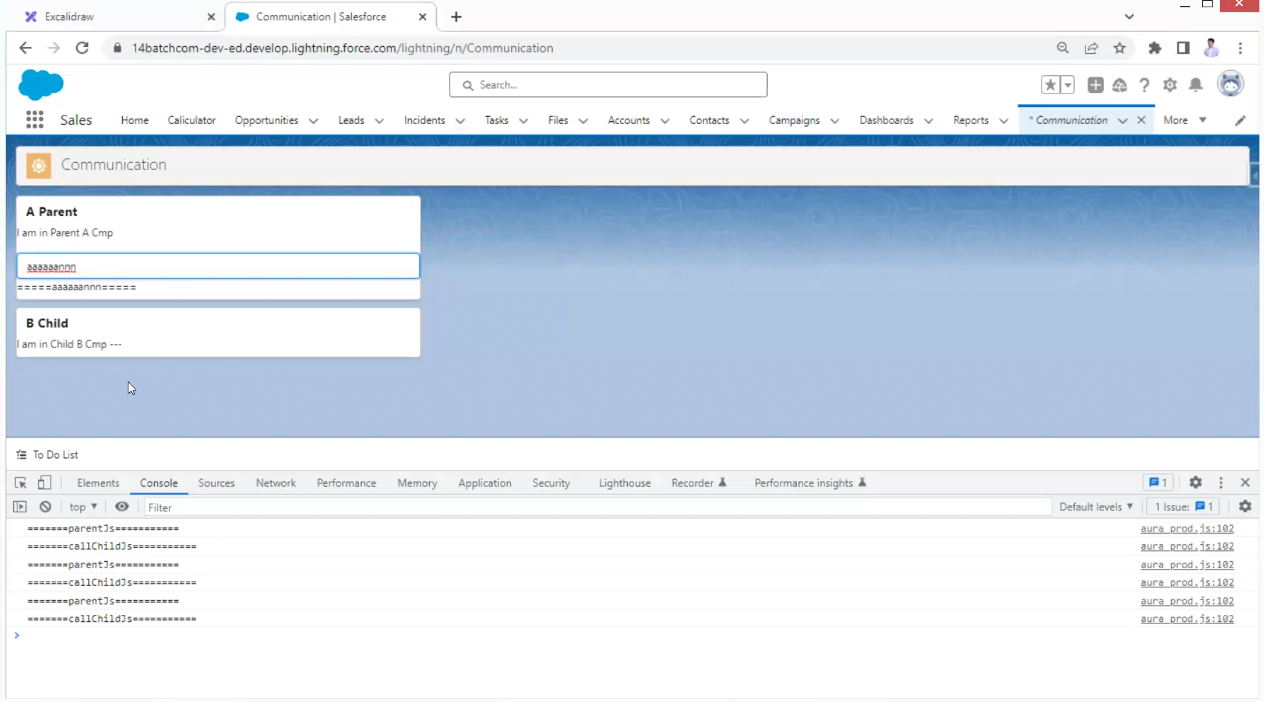 Excalidraw
Communication | Salesforce
14batchcom-dev-ed.develop.lightning.force.com/lightning/n/Communication
Search...
Sales Home Calculator Opportunities Leads Incidents Tasks Files Accounts Contacts Campaigns Dashboards Reports * Communication More
Communication
A Parent
I am in Parent A Cmp
aaaaaannn
=====aaaaaannn=====
B Child
I am in Child B Cmp ---
To Do List
Elements Console Sources Network Performance Memory Application Security Lighthouse Recorder Performance insights 1
top Filter Default levels 1 Issue: 1
=======parentJs=========== aura_prod.js:102
=======callChildJs=========== aura_prod.js:102
=======parentJs=========== aura_prod.js:102
=======callChildJs=========== aura_prod.js:102
=======parentJs=========== aura_prod.js:102
=======callChildJs=========== aura_prod.js:102